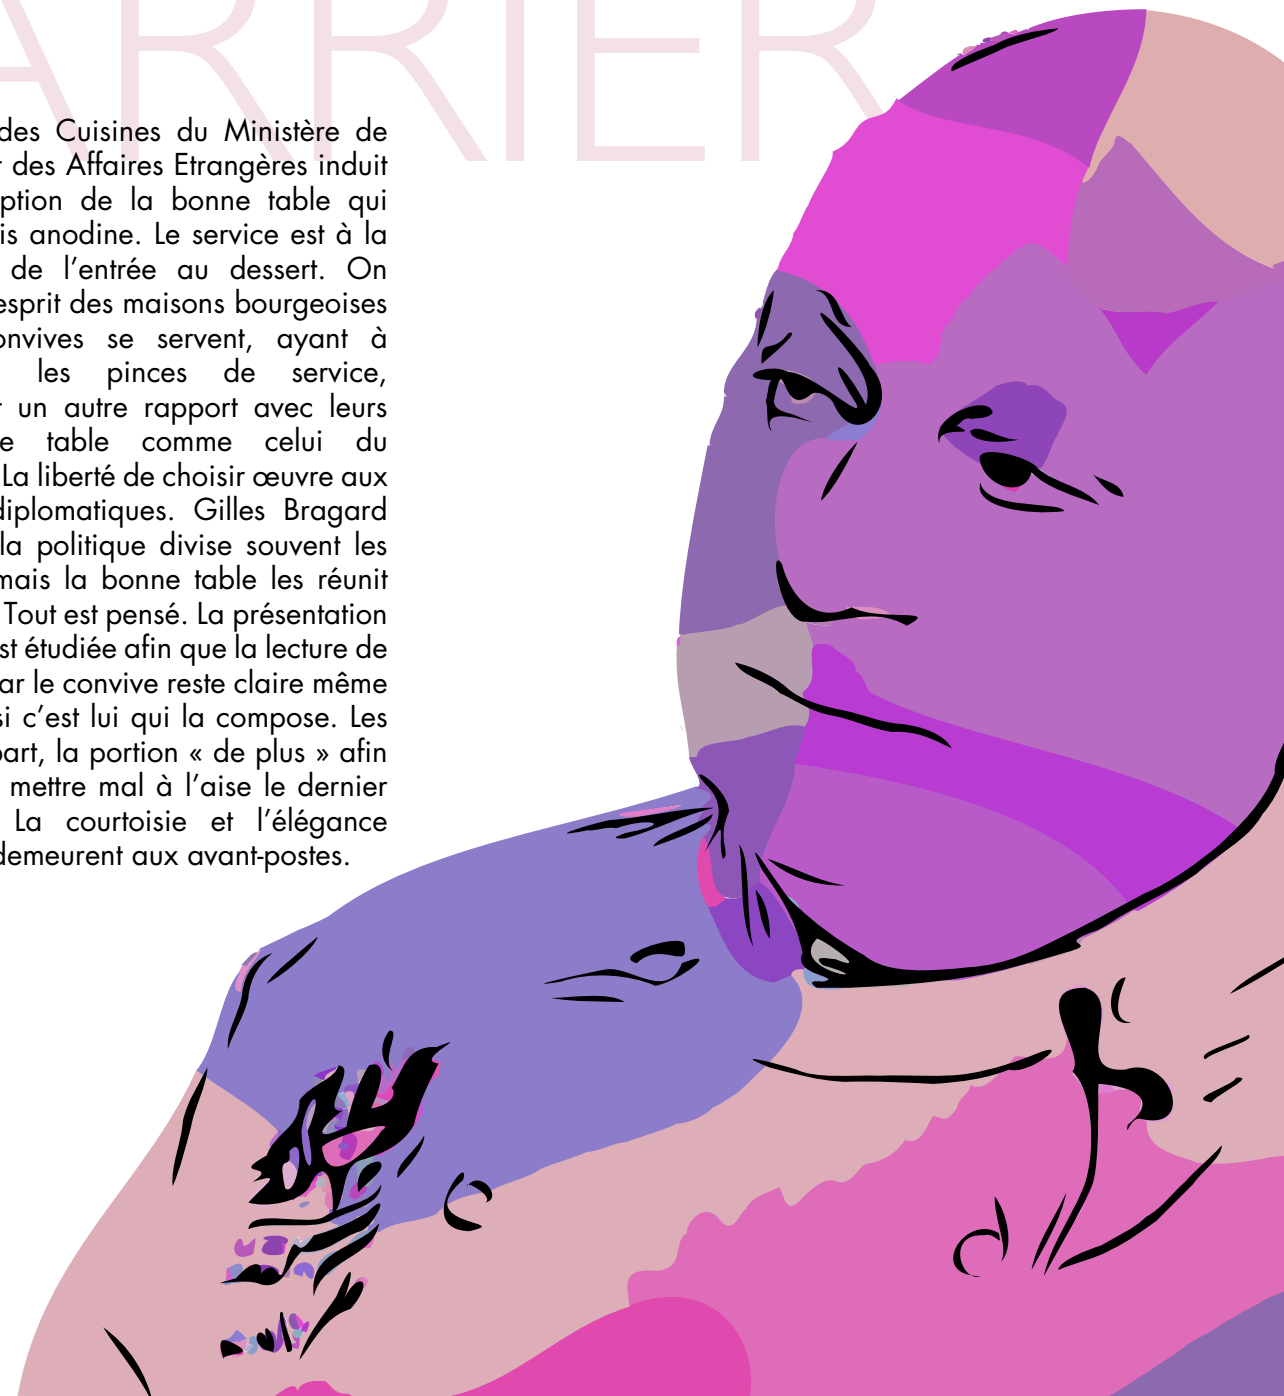 ARRIER
des Cuisines du Ministère de
des Affaires Etrangères induit
ption de la bonne table qui
is anodine. Le service est à la
de l'entrée au dessert. On
esprit des maisons bourgeoises
onvives se servent, ayant à
les pinces de service,
un autre rapport avec leurs
e table comme celui du
La liberté de choisir œuvre aux
diplomatiques. Gilles Bragard
la politique divise souvent les
mais la bonne table les réunit
Tout est pensé. La présentation
st étudiée afin que la lecture de
ar le convive reste claire même
si c'est lui qui la compose. Les
part, la portion « de plus » afin
mettre mal à l'aise le dernier
La courtoisie et l'élégance
demeurent aux avant-postes.